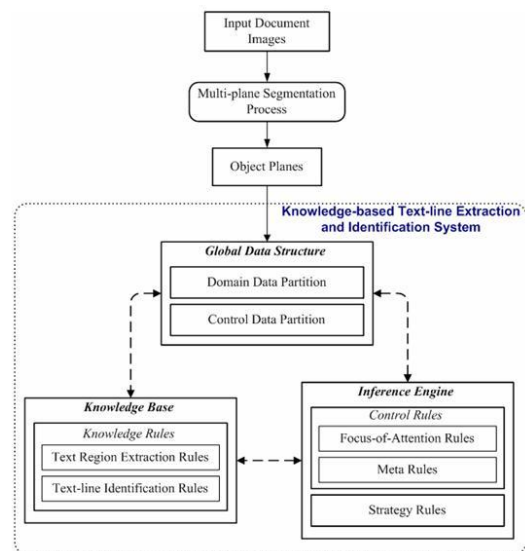 Input Document
Images
Multi-plane Segmentation
Process
Object Planes
Knowledge-based Text-line Extraction
and Identification System
Global Data Structure
Domain Data Partition
Control Data Partition
Knowledge Base
Knowledge Rules
Text Region Extraction Rules
Text-line Identification Rules
Inference Engine
Control Rules
Focus-of-Attention Rules
Meta Rules
Strategy Rules